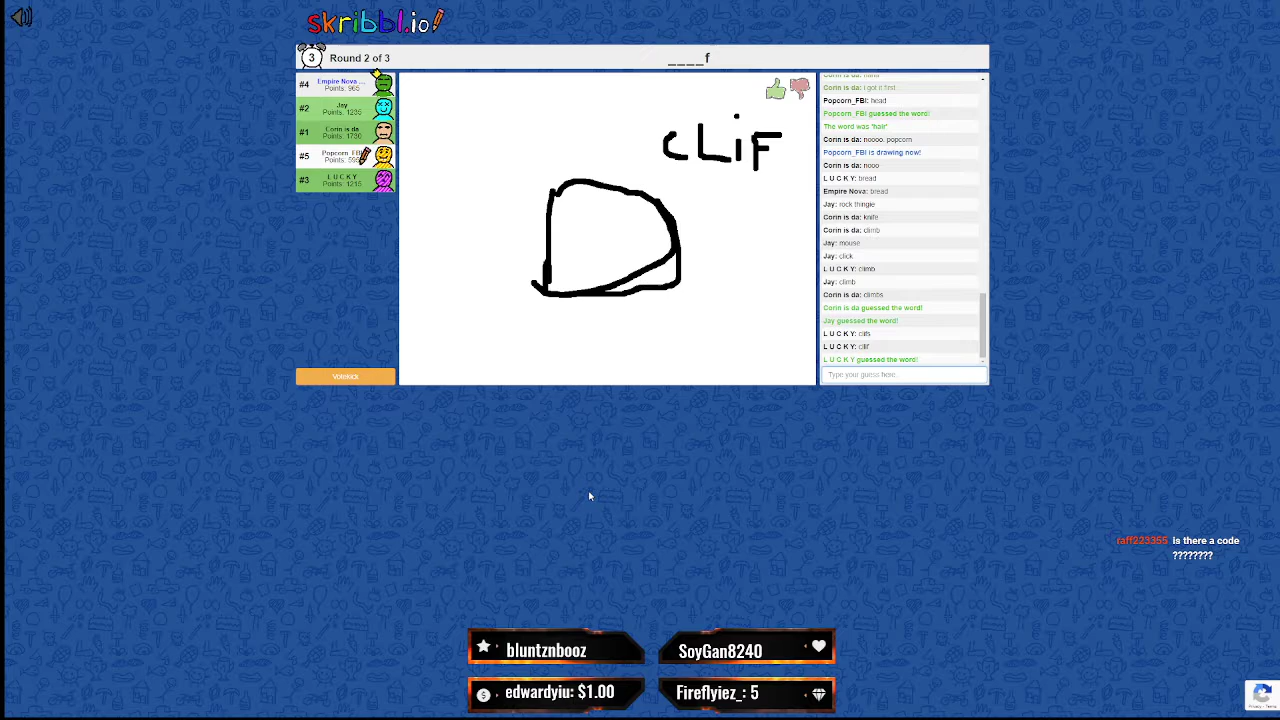 skribbl.io
3 Round 2 of 3
____f
#4 Empire Nova ...
Points: 965
#2 Jay
Points: 1235
#1 Corin is da
Points: 1730
#5 Popcorn_FBI
#3 L U C K Y
Points: 1215
Votekick
cLiF
Corin is da: i got it first
Popcorn_FBI: head
Popcorn_FBI guessed the word!
The word was 'hair'
Corin is da: noooo. popcorn
Popcorn_FBI is drawing now!
Corin is da: nooo
L U C K Y: bread
Empire Nova: bread
Jay: rock thingie
Corin is da: knife
Corin is da: climb
Jay: mouse
Jay: click
L U C K Y: climb
Jay: climb
Corin is da: climbs
Corin is da guessed the word!
Jay guessed the word!
L U C K Y: clifs
L U C K Y: cliif
L U C K Y guessed the word!
Type your guess here...
raff223355 Is there a code
????????
bluntznbooz
SoyGan8240
edwardyiu: $1.00
Fireflyiez_: 5
Privacy - Terms